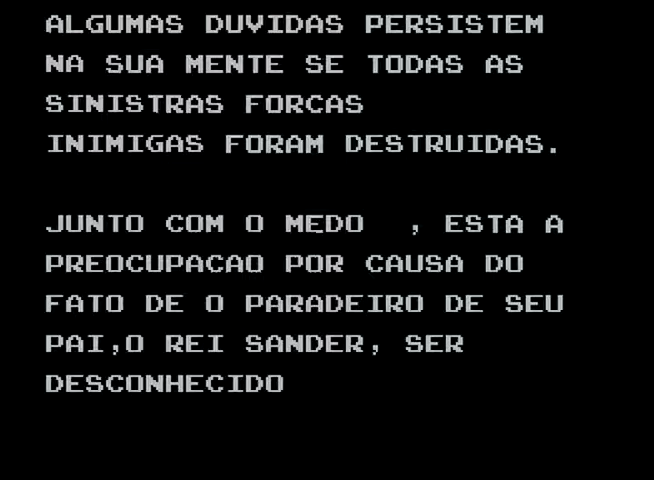 ALGUMAS DUVIDAS PERSISTEM
NA SUA MENTE SE TODAS AS
SINISTRAS FORCAS
INIMIGAS FORAM DESTRUIDAS.
JUNTO COM O MEDO  , ESTA A
PREOCUPACAO POR CAUSA DO
FATO DE O PARADEIRO DE SEU
PAI,O REI SANDER, SER
DESCONHECIDO